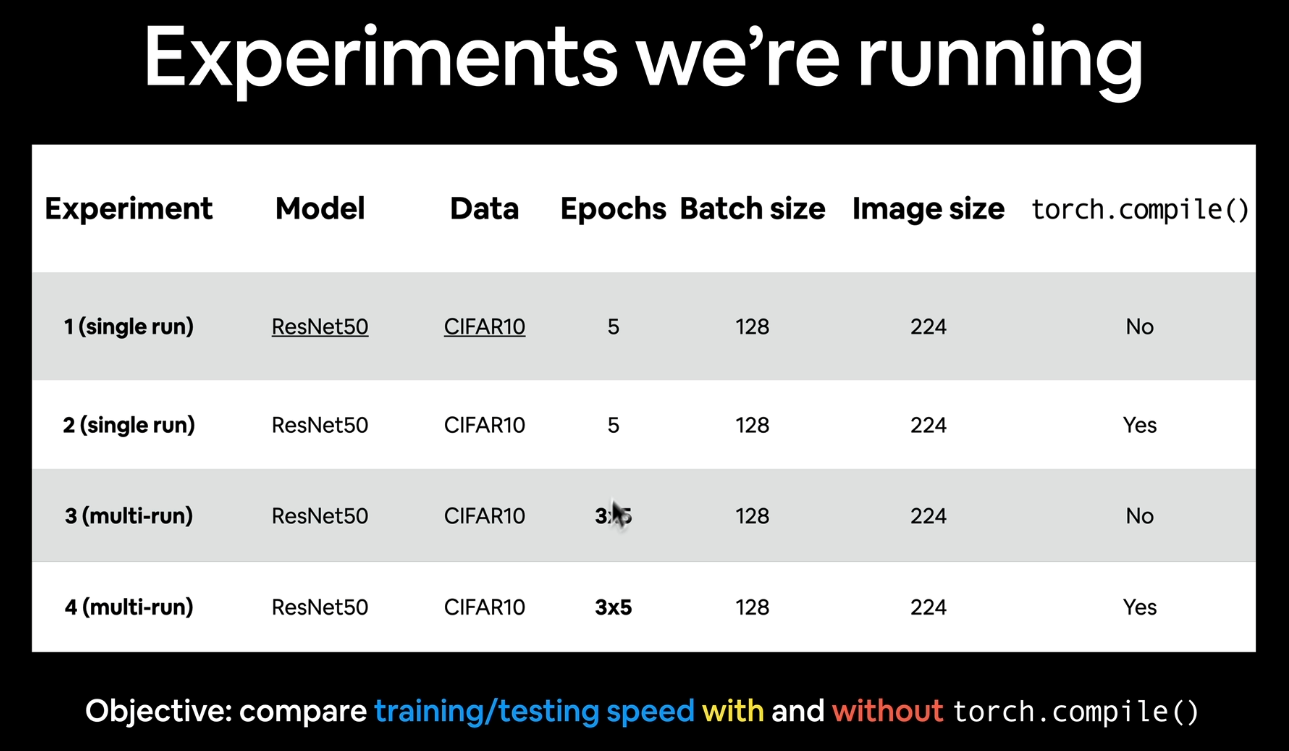 Experiments we’re running
Experiment Model Data Epochs Batch size Image size torch.compile()
1 (single run) ResNet50 CIFAR10 5 128 224 No
2 (single run) ResNet50 CIFAR10 5 128 224 Yes
3 (multi-run) ResNet50 CIFAR10 3x5 128 224 No
4 (multi-run) ResNet50 CIFAR10 3x5 128 224 Yes
Objective: compare training/testing speed with and without torch.compile()